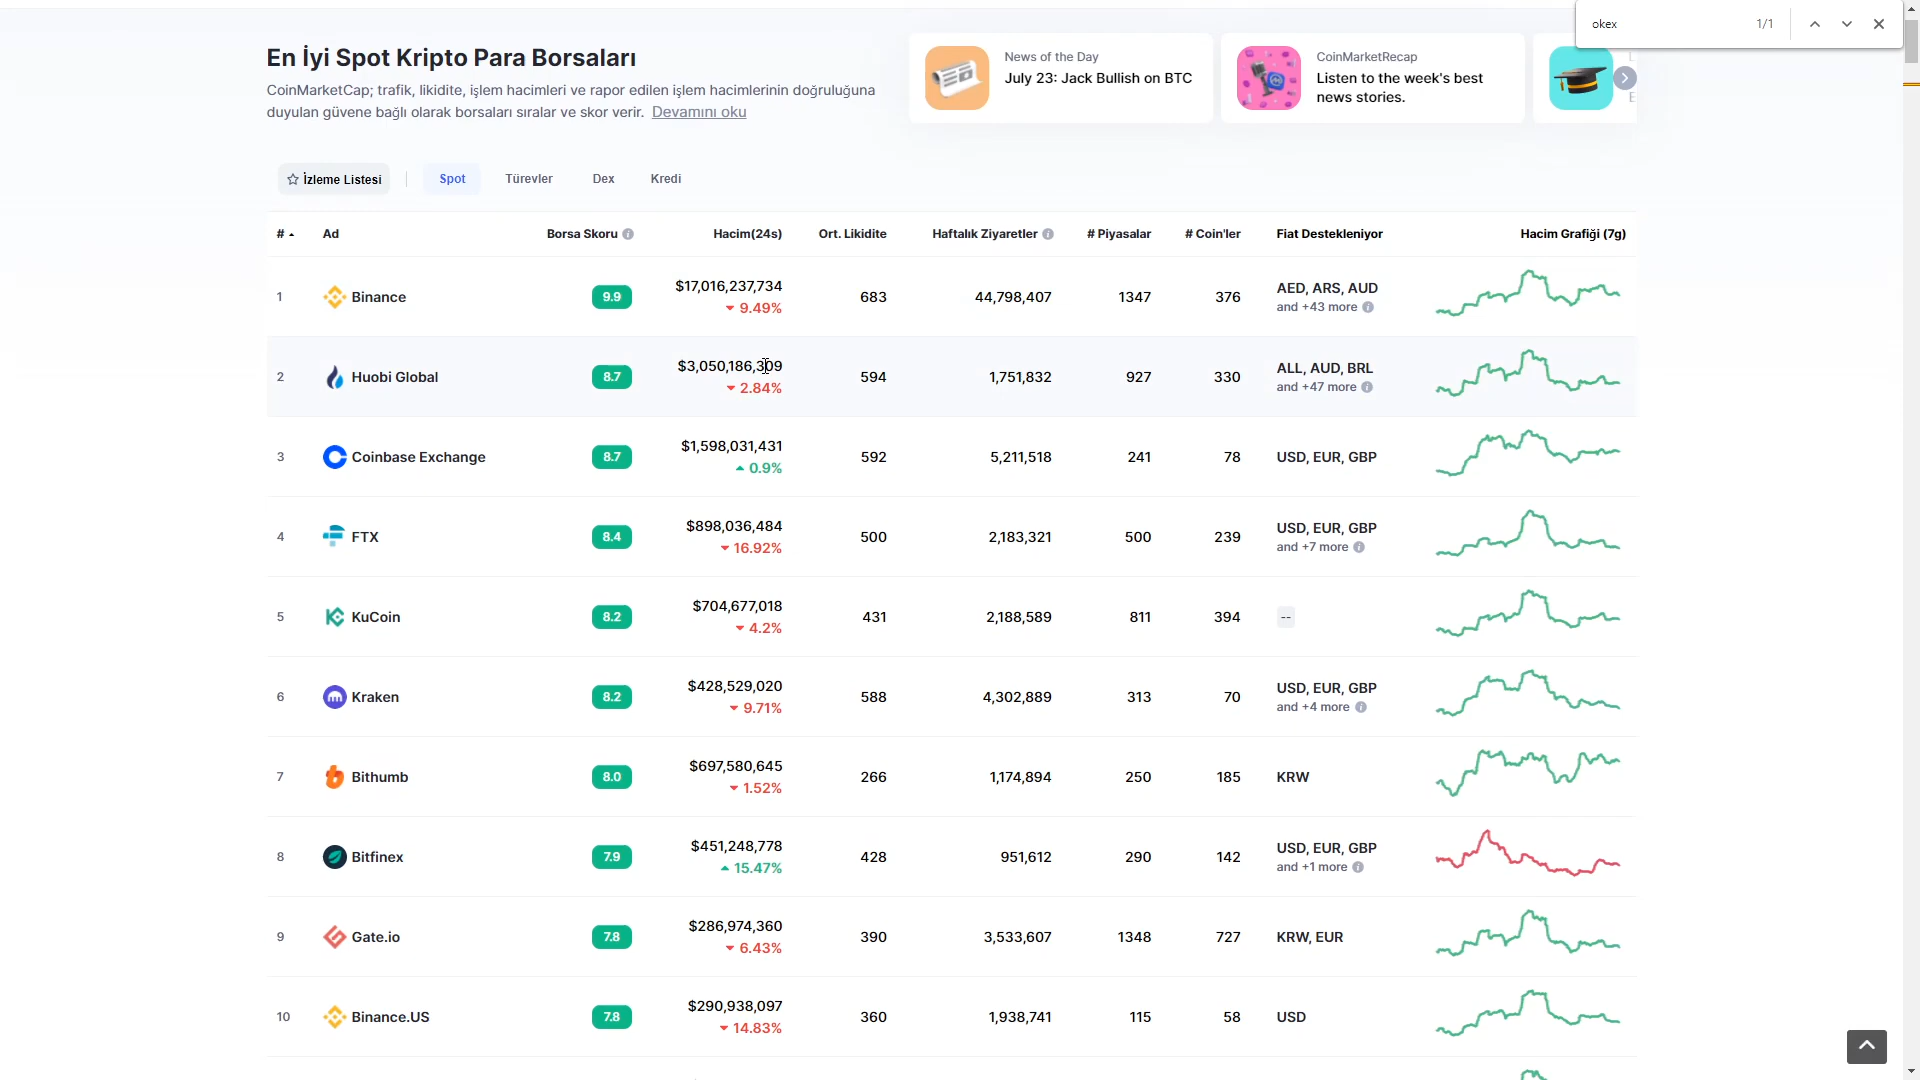 okex 1/1
En İyi Spot Kripto Para Borsaları
CoinMarketCap; trafik, likidite, işlem hacimleri ve rapor edilen işlem hacimlerinin doğruluğuna
duyulan güvene bağlı olarak borsaları sıralar ve skor verir. Devamını oku
News of the Day
July 23: Jack Bullish on BTC
CoinMarketRecap
Listen to the week's best
news stories.
İzleme Listesi Spot Türevler Dex Kredi
# Ad Borsa Skoru Hacim(24s) Ort. Likidite Haftalık Ziyaretler # Piyasalar # Coin'ler Fiat Destekleniyor Hacim Grafiği (7g)
1 Binance 9.9 $17,016,237,734 683 44,798,407 1347 376 AED, ARS, AUD
9.49% and +43 more
2 Huobi Global 8.7 $3,050,186,309 594 1,751,832 927 330 ALL, AUD, BRL
2.84% and +47 more
3 Coinbase Exchange 8.7 $1,598,031,431 592 5,211,518 241 78 USD, EUR, GBP
0.9%
4 FTX 8.4 $898,036,484 500 2,183,321 500 239 USD, EUR, GBP
16.92% and +7 more
5 KuCoin 8.2 $704,677,018 431 2,188,589 811 394 --
4.2%
6 Kraken 8.2 $428,529,020 588 4,302,889 313 70 USD, EUR, GBP
9.71% and +4 more
7 Bithumb 8.0 $697,580,645 266 1,174,894 250 185 KRW
1.52%
8 Bitfinex 7.9 $451,248,778 428 951,612 290 142 USD, EUR, GBP
15.47% and +1 more
9 Gate.io 7.8 $286,974,360 390 3,533,607 1348 727 KRW, EUR
6.43%
10 Binance.US 7.8 $290,938,097 360 1,938,741 115 58 USD
14.83%